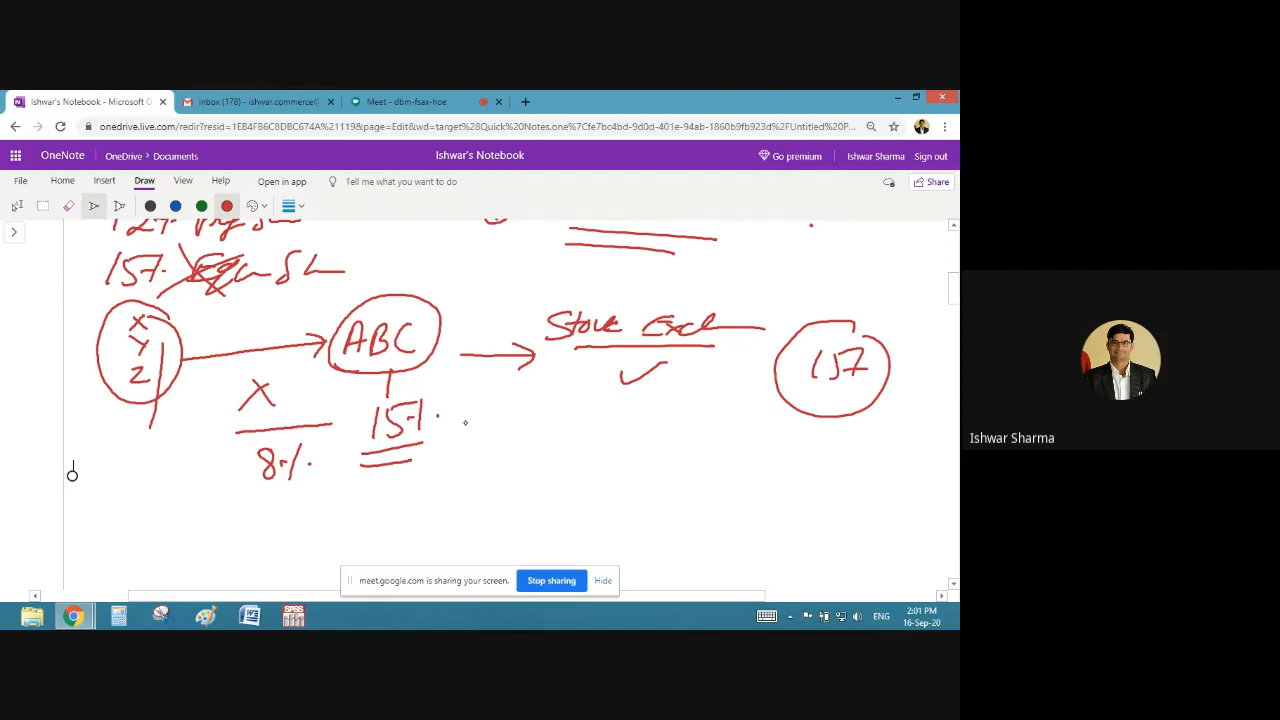 Ishwar's Notebook - Microsoft O
Inbox (178) - ishwar.commerce@
Meet - dbm-fsax-hoe
onedrive.live.com/redir?resid=1EB4FB6C8DBC674A%21119&page=Edit&wd=target%28Quick%20Notes.one%7Cfe7bc4bd-9d0d-401e-94ab-1860b9fb923d%2FUntitled%20P...
OneNote
OneDrive > Documents
Ishwar's Notebook
Go premium
Ishwar Sharma
Sign out
File
Home
Insert
Draw
View
Help
Open in app
Tell me what you want to do
Share
15%
X
Y
Z
ABC
Stock Exch
15%
X
8%
15%
Ishwar Sharma
meet.google.com is sharing your screen.
Stop sharing
Hide
ENG
2:01 PM
16-Sep-20